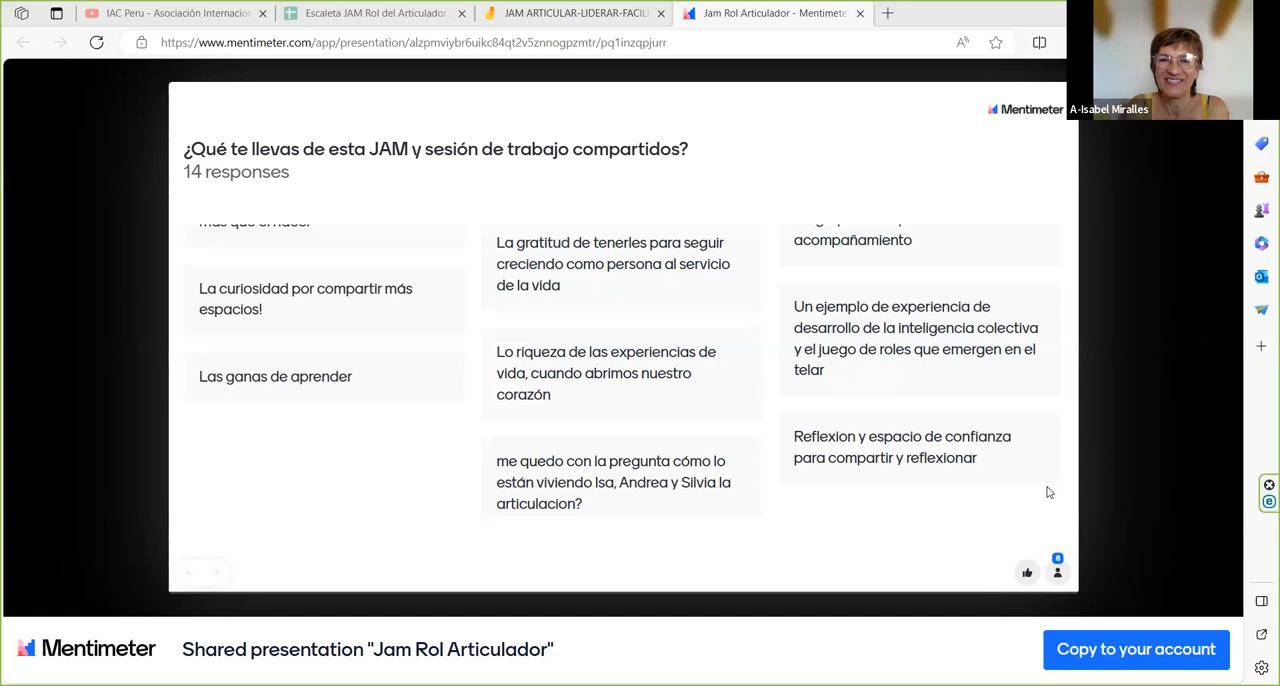 IAC Peru - Asociación Internacio
Escaleta JAM Rol del Articulador
JAM ARTICULAR-LIDERAR-FACIL
Jam Rol Articulador - Mentimete
https://www.mentimeter.com/app/presentation/alzpmviybr6uikc84qt2v5znnogpzmtr/pq1inzqpjurr
A-Isabel Miralles
Mentimeter
¿Qué te llevas de esta JAM y sesión de trabajo compartidos?
14 responses
La curiosidad por compartir más
espacios!
Las ganas de aprender
La gratitud de tenerles para seguir
creciendo como persona al servicio
de la vida
Lo riqueza de las experiencias de
vida, cuando abrimos nuestro
corazón
me quedo con la pregunta cómo lo
están viviendo Isa, Andrea y Silvia la
articulacion?
acompañamiento
Un ejemplo de experiencia de
desarrollo de la inteligencia colectiva
y el juego de roles que emergen en el
telar
Reflexion y espacio de confianza
para compartir y reflexionar
8
Mentimeter
Shared presentation "Jam Rol Articulador"
Copy to your account